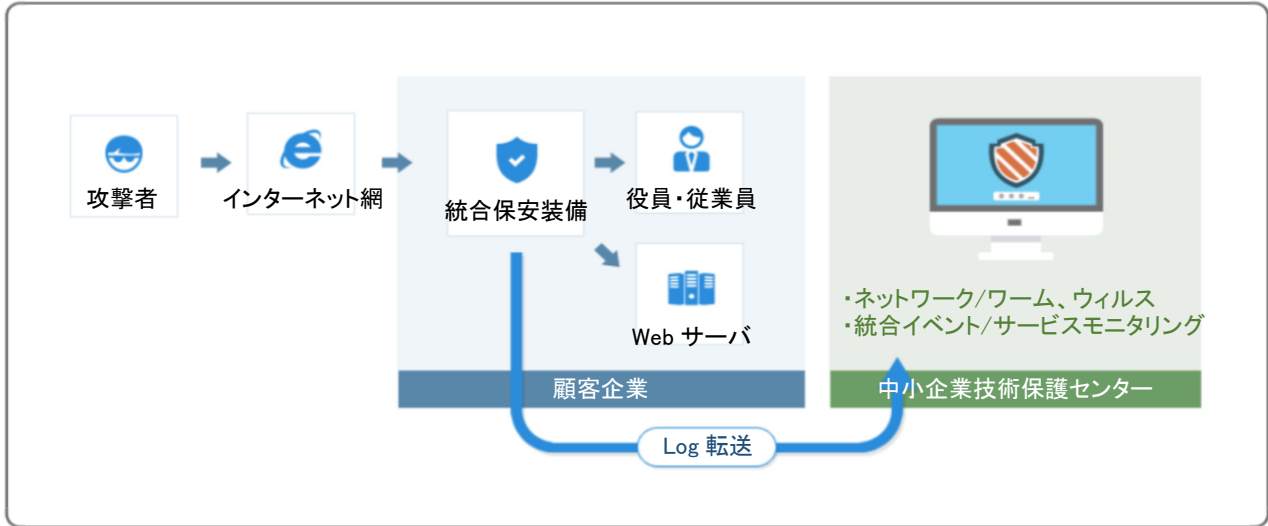 攻撃者
インターネット網
統合保安装備
役員・従業員
Web サーバ
・ネットワーク/ワーム、ウィルス
・統合イベント/サービスモニタリング
顧客企業
中小企業技術保護センター
Log 転送